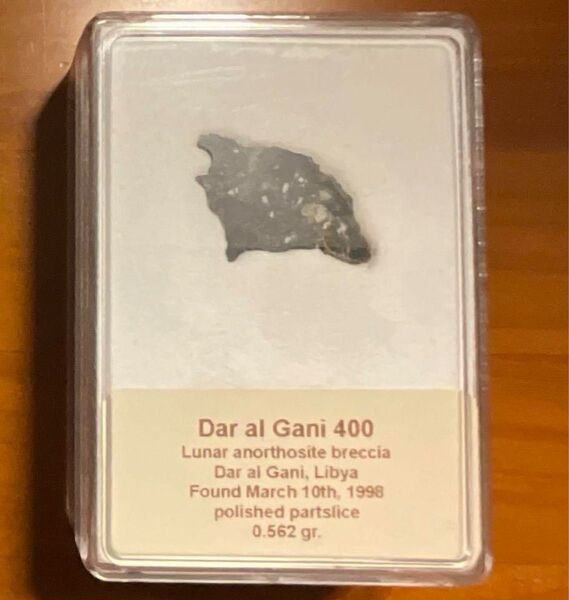 Dar al Gani 400
Lunar anorthosite breccia
Dar al Gani, Libya
Found March 10th, 1998
polished partslice
0.562 gr.